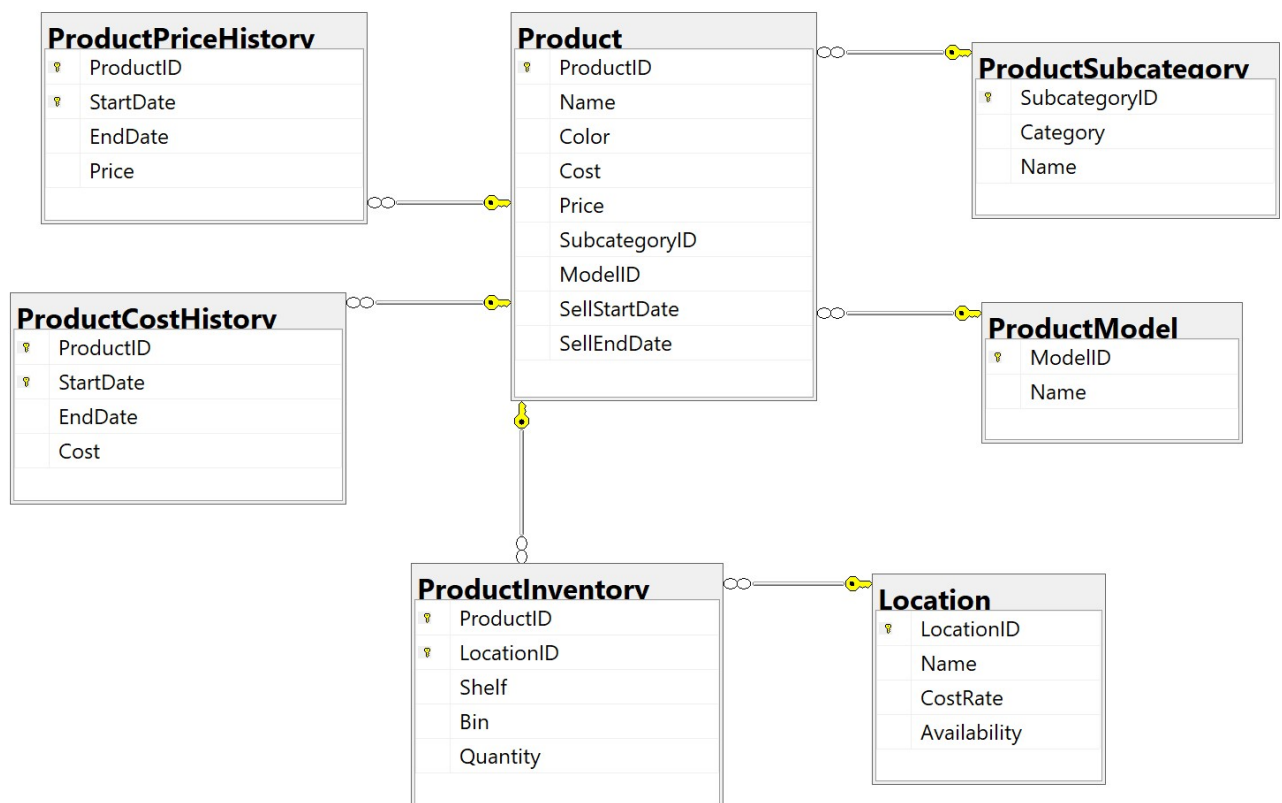 ProductPriceHistory
ProductID
StartDate
EndDate
Price
Product
ProductID
Name
Color
Cost
Price
SubcategoryID
ModelID
SellStartDate
SellEndDate
ProductSubcategory
SubcategoryID
Category
Name
ProductCostHistory
ProductID
StartDate
EndDate
Cost
ProductModel
ModelID
Name
ProductInventory
ProductID
LocationID
Shelf
Bin
Quantity
Location
LocationID
Name
CostRate
Availability